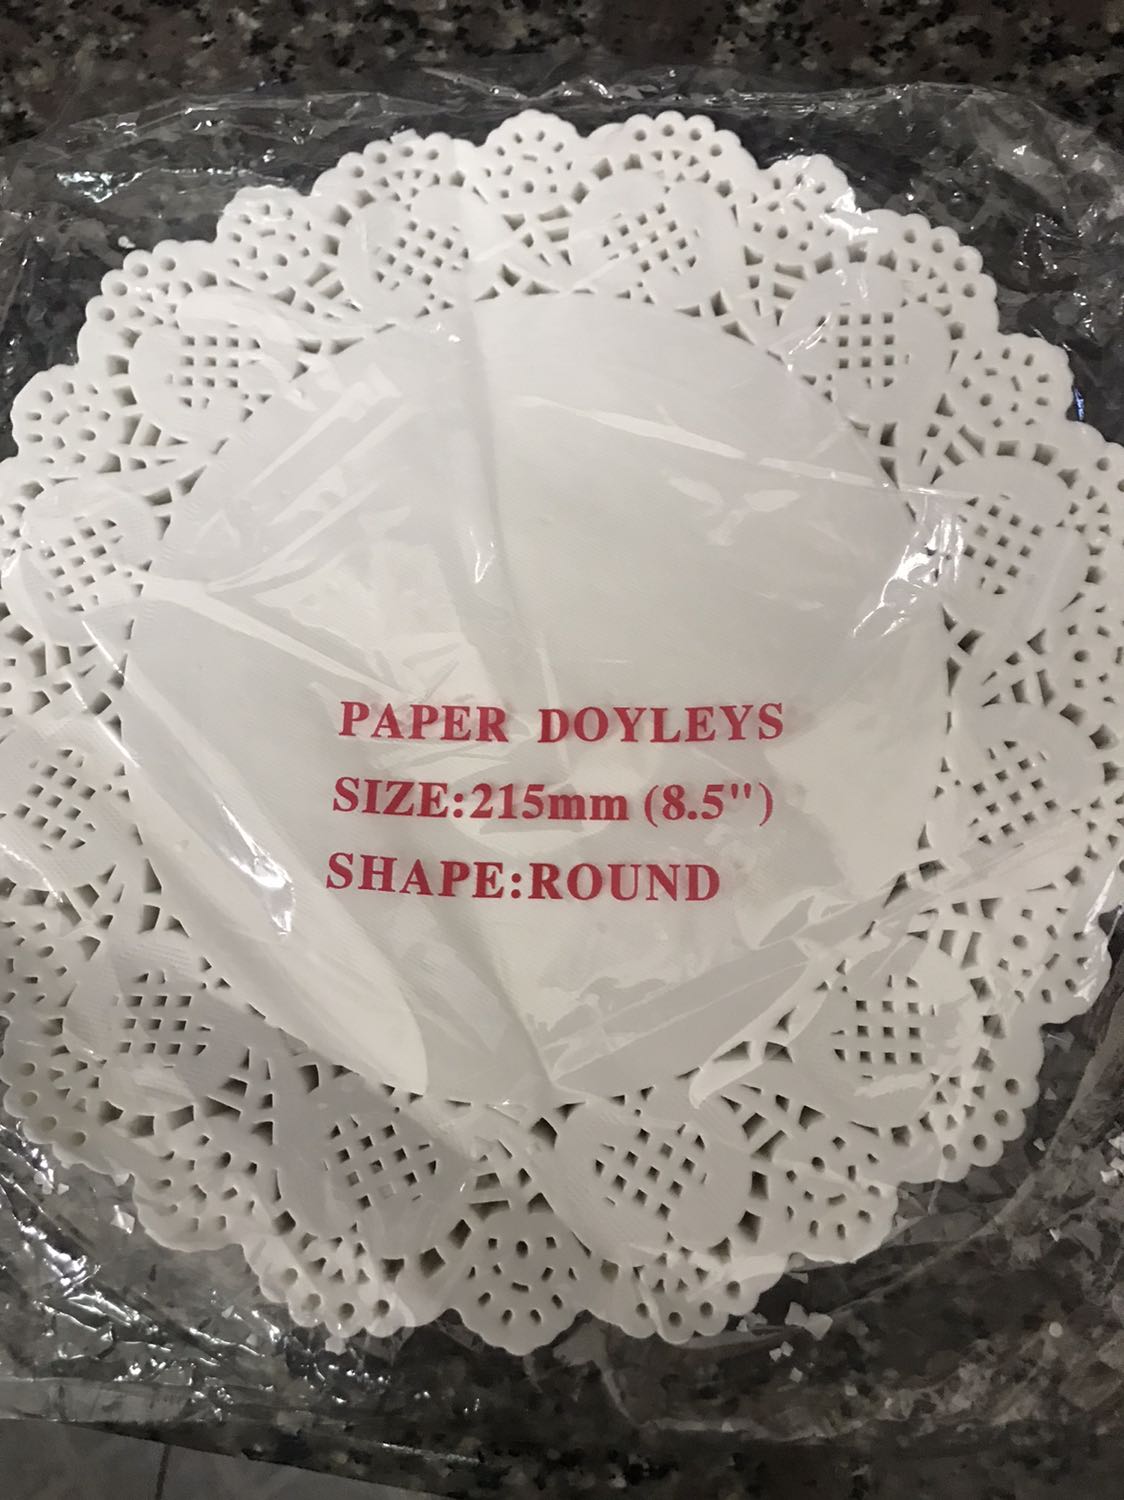 PAPER DOYLEYS
SIZE:215mm (8.5")
SHAPE:ROUND